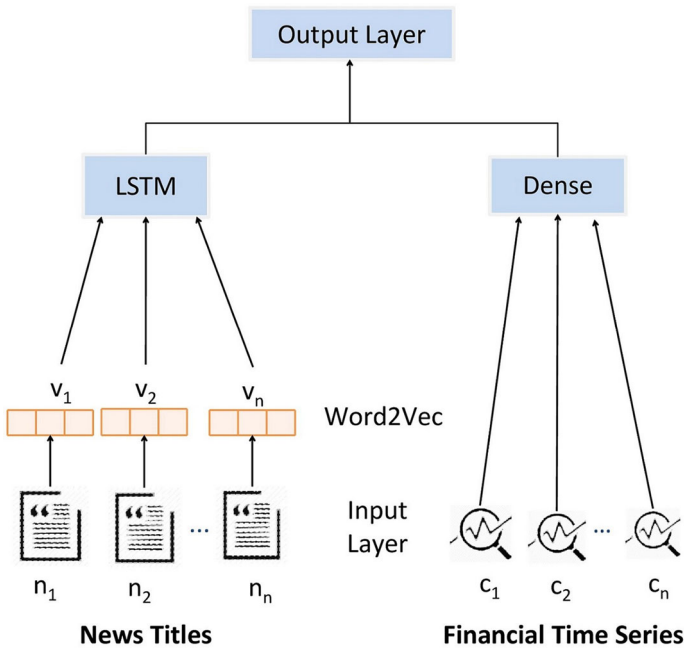 Output Layer
LSTM
Dense
v1 v2 vn
Word2Vec
...
Input
Layer
...
n1 n2 nn
c1 c2 cn
News Titles
Financial Time Series